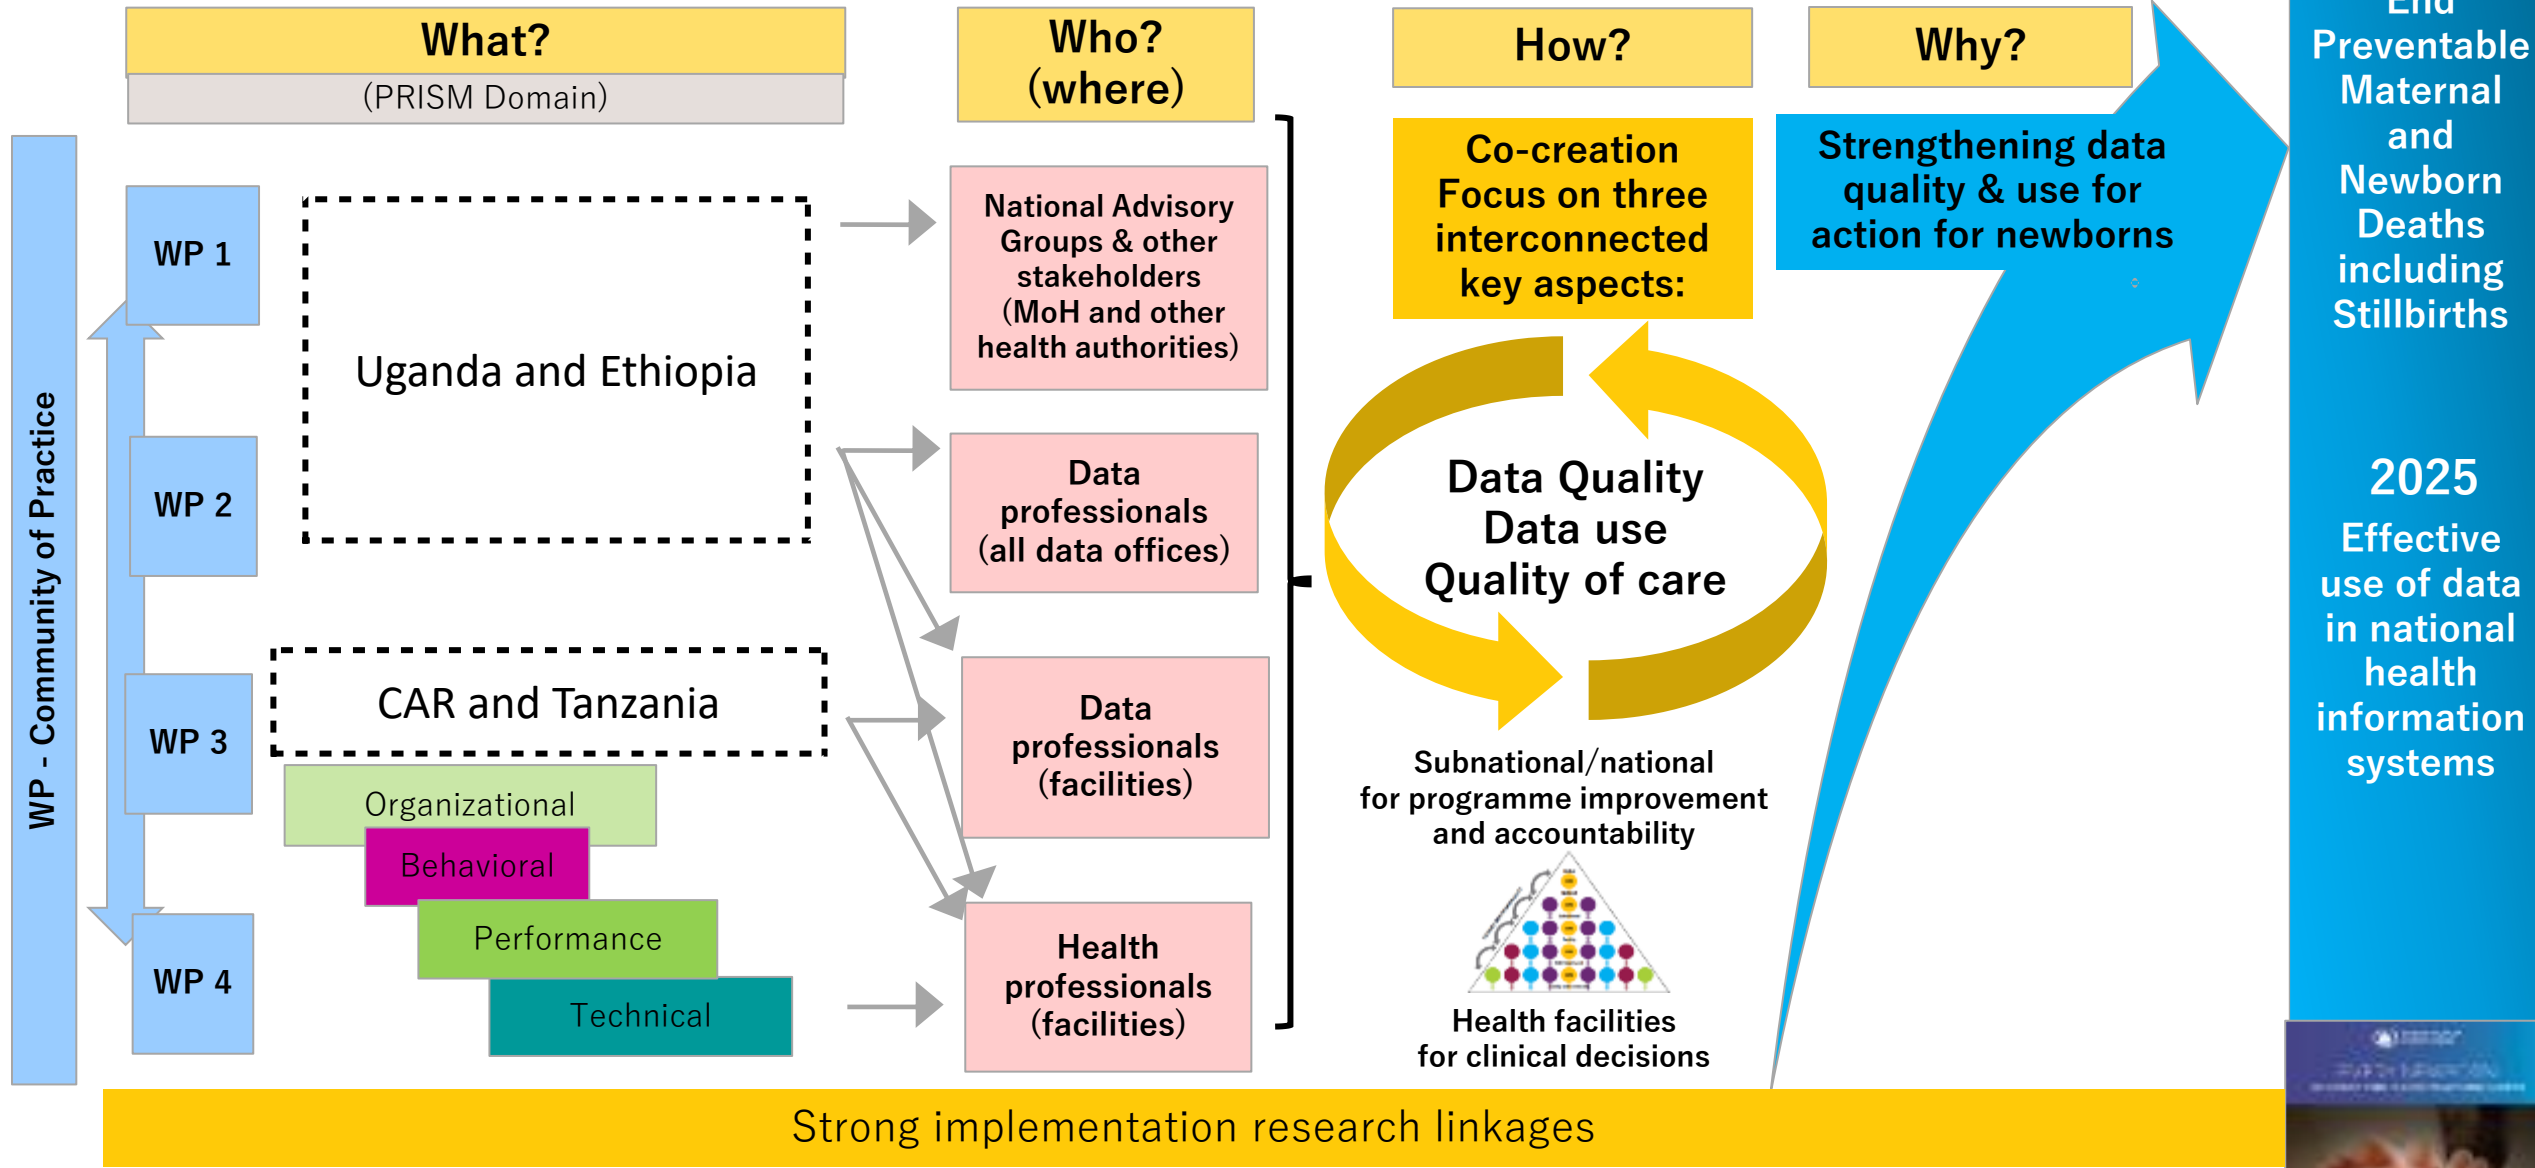 What?
(PRISM Domain)
Who?
(where)
How?
Why?
WP - Community of Practice
WP 1
WP 2
WP 3
WP 4
Uganda and Ethiopia
CAR and Tanzania
Organizational
Behavioral
Performance
Technical
National Advisory
Groups & other
stakeholders
(MoH and other
health authorities)
Data
professionals
(all data offices)
Data
professionals
(facilities)
Health
professionals
(facilities)
Co-creation
Focus on three
interconnected
key aspects:
Data Quality
Data use
Quality of care
Subnational/national
for programme improvement
and accountability
Health facilities
for clinical decisions
Strengthening data
quality & use for
action for newborns
End
Preventable
Maternal
and
Newborn
Deaths
including
Stillbirths
2025
Effective
use of data
in national
health
information
systems
Strong implementation research linkages